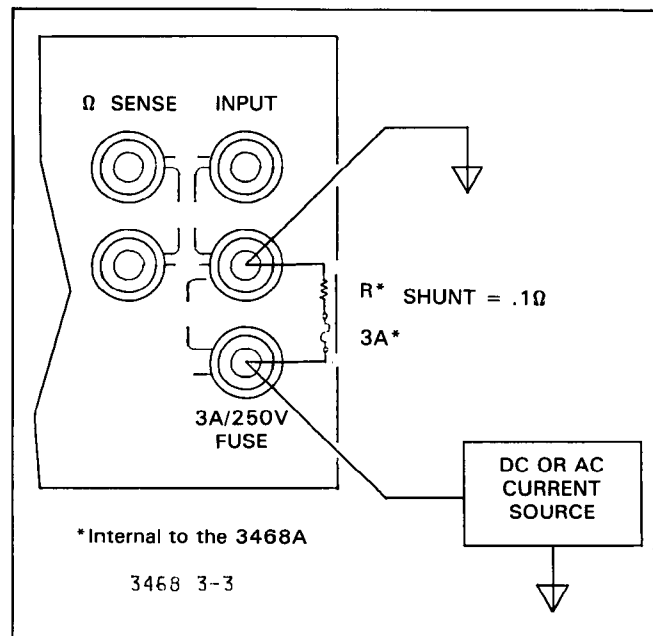 Ω SENSE INPUT
R* SHUNT = .1Ω
3A*
3A/250V
FUSE
DC OR AC
CURRENT
SOURCE
*Internal to the 3468A
3468 3-3